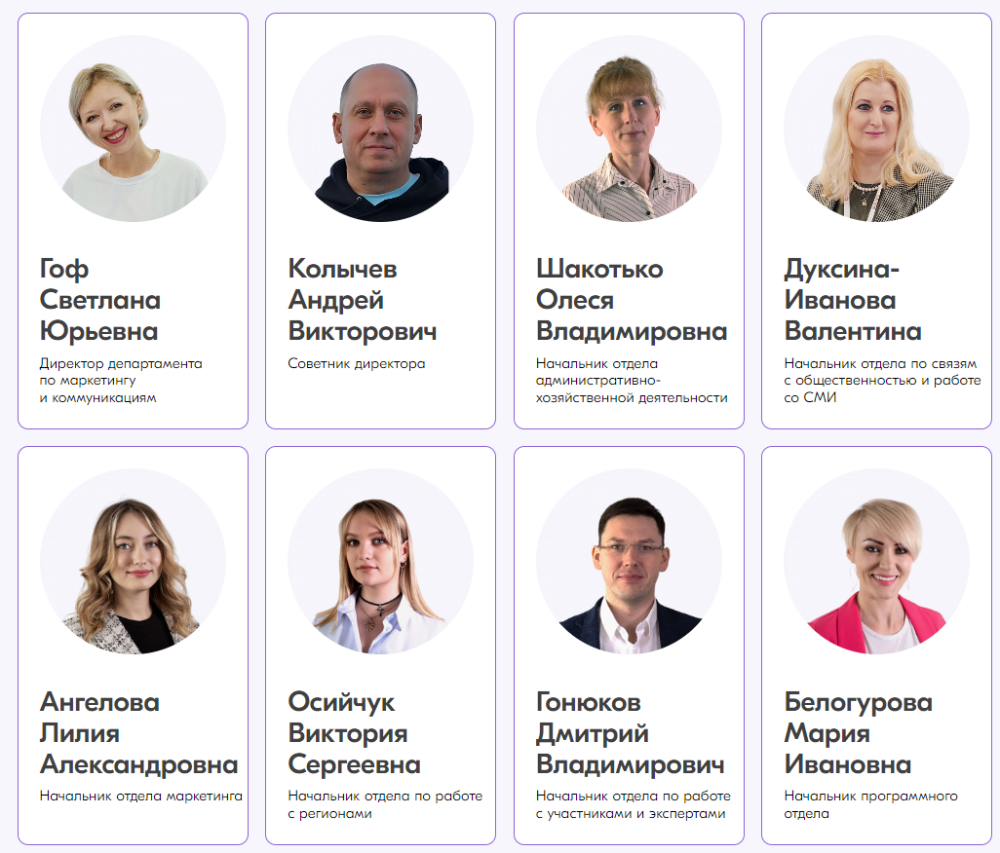 Гоф
Светлана
Юрьевна
Директор департамента
по маркетингу
и коммуникациям
Колычев
Андрей
Викторович
Советник директора
Шакотько
Олеся
Владимировна
Начальник отдела
административно-
хозяйственной деятельности
Дуксина-
Иванова
Валентина
Начальник отдела по связям
с общественностью и работе
со СМИ
Ангелова
Лилия
Александровна
Начальник отдела маркетинга
Осийчук
Виктория
Сергеевна
Начальник отдела по работе
с регионами
Гонюков
Дмитрий
Владимирович
Начальник отдела по работе
с участниками и экспертами
Белогурова
Мария
Ивановна
Начальник программного
отдела